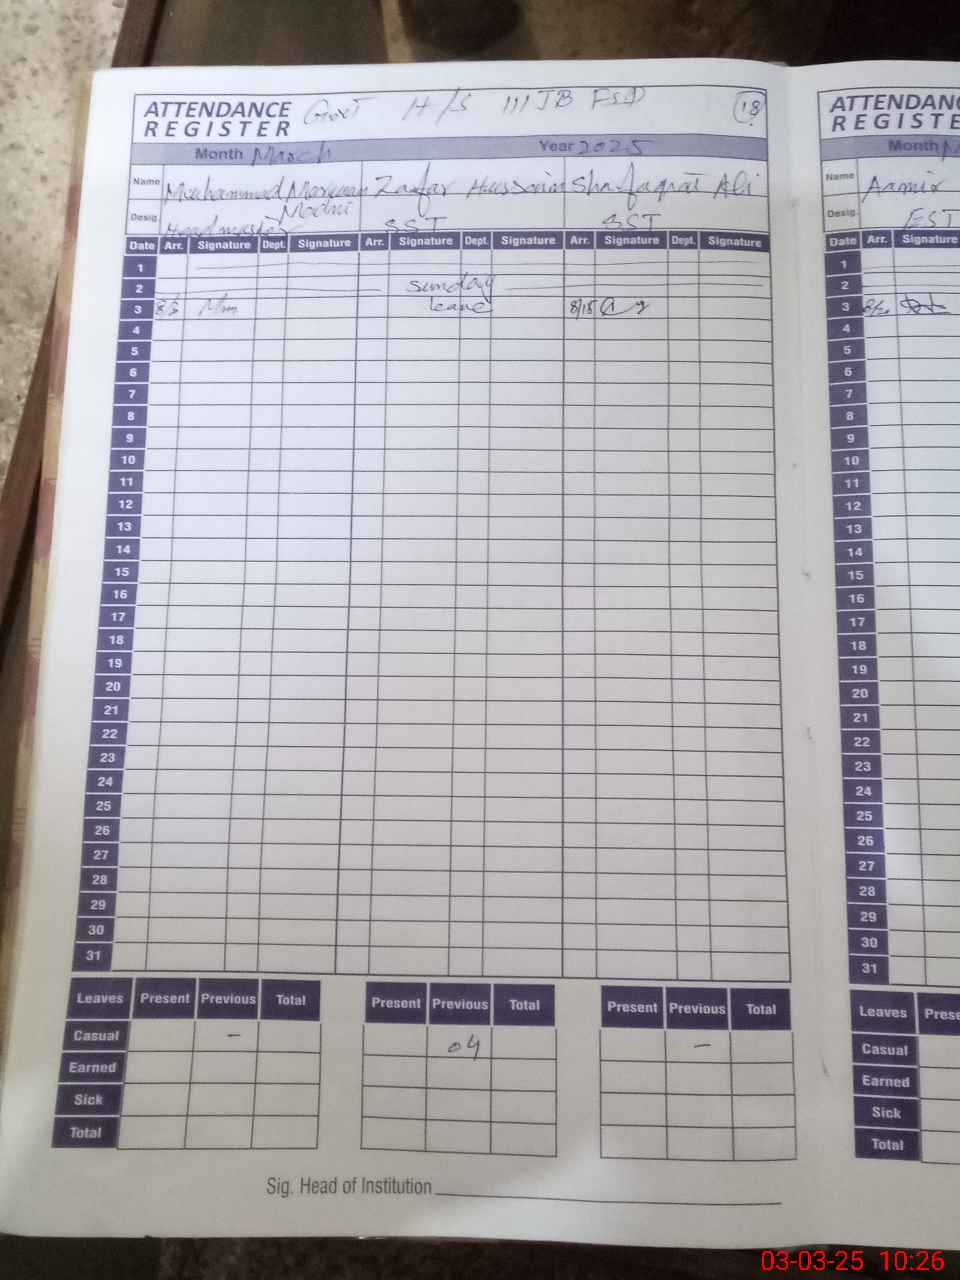 ATTENDANCE REGISTER Govt H/S 111 JB FSD 18
Month March Year 2025
Name Muhammad Marwan Madni Zafar Hussain Shafaqat Ali
Desig. Headmaster SST SST
Date Arr. Signature Dept. Signature Arr. Signature Dept. Signature Arr. Signature Dept. Signature
1
2 Sunday
3 leave 8/15
4
5
6
7
8
9
10
11
12
13
14
15
16
17
18
19
20
21
22
23
24
25
26
27
28
29
30
31
Leaves Present Previous Total Present Previous Total Present Previous Total
Casual – 04 –
Earned
Sick
Total
Sig. Head of Institution
ATTENDANC
REGISTE
Month
Name Aamir
Desig. EST
Date Arr. Signature
1
2
3
4
5
6
7
8
9
10
11
12
13
14
15
16
17
18
19
20
21
22
23
24
25
26
27
28
29
30
31
Leaves Prese
Casual
Earned
Sick
Total
03-03-25 10:26